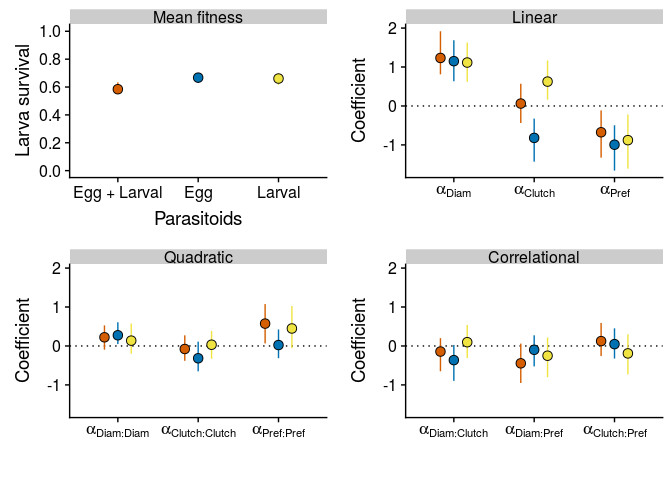 Mean fitness
Larva survival
1.0
0.8
0.6
0.4
0.2
0.0
Egg + Larval Egg Larval
Parasitoids
Linear
Coefficient
2
1
0
-1
αDiam αClutch αPref
Quadratic
Coefficient
2
1
0
-1
αDiam:Diam αClutch:Clutch αPref:Pref
Correlational
Coefficient
2
1
0
-1
αDiam:Clutch αDiam:Pref αClutch:Pref